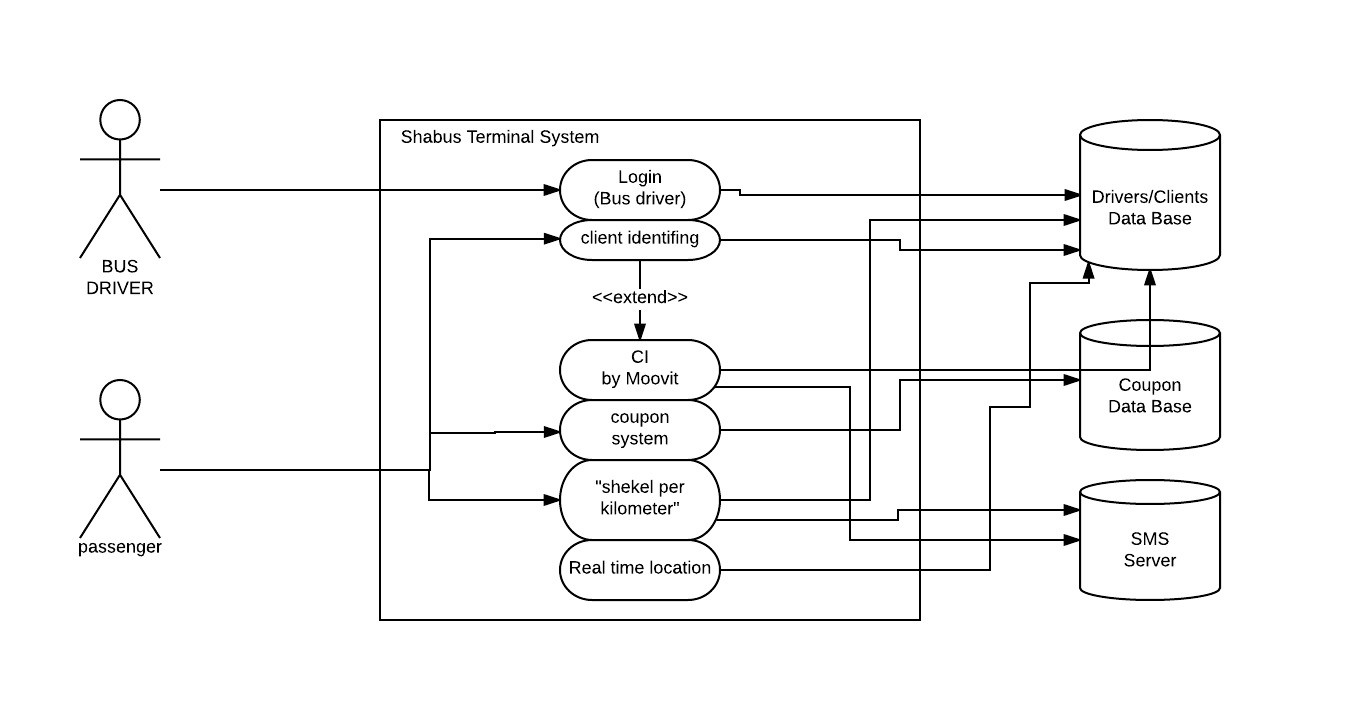 Shabus Terminal System
Login
(Bus driver)
client identifing
<<extend>>
CI
by Moovit
coupon
system
"shekel per
kilometer"
Real time location
BUS
DRIVER
passenger
Drivers/Clients
Data Base
Coupon
Data Base
SMS
Server